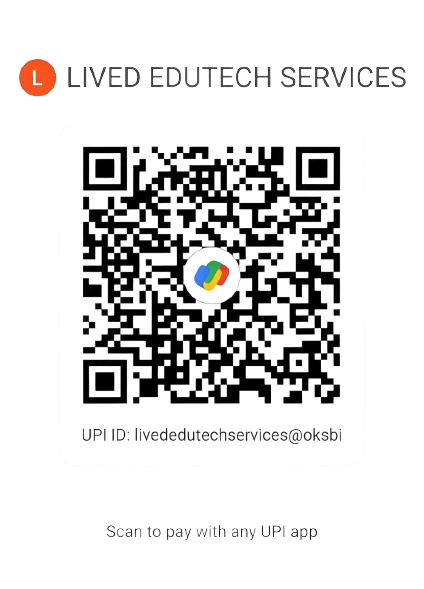 L LIVED EDUTECH SERVICES
UPI ID: livededutechservices@oksbi
Scan to pay with any UPI app